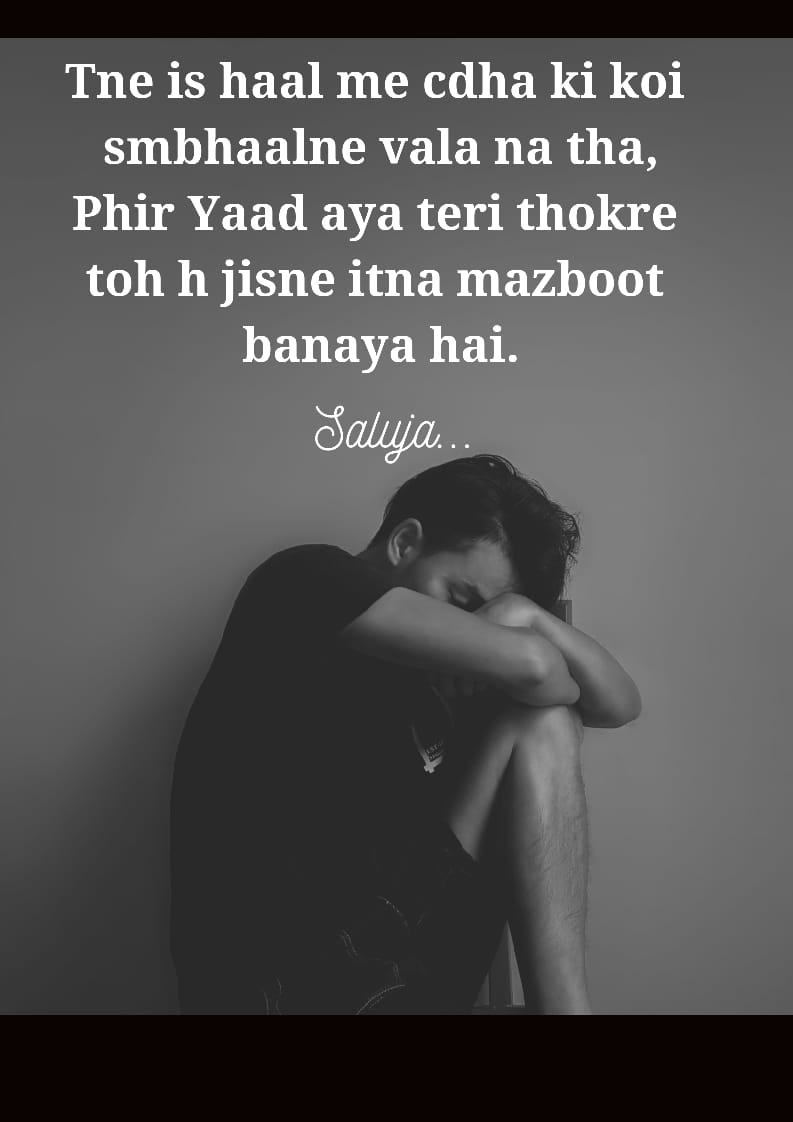 Tne is haal me cdha ki koi
smbhaalne vala na tha,
Phir Yaad aya teri thokre
toh h jisne itna mazboot
banaya hai.
Saluja...